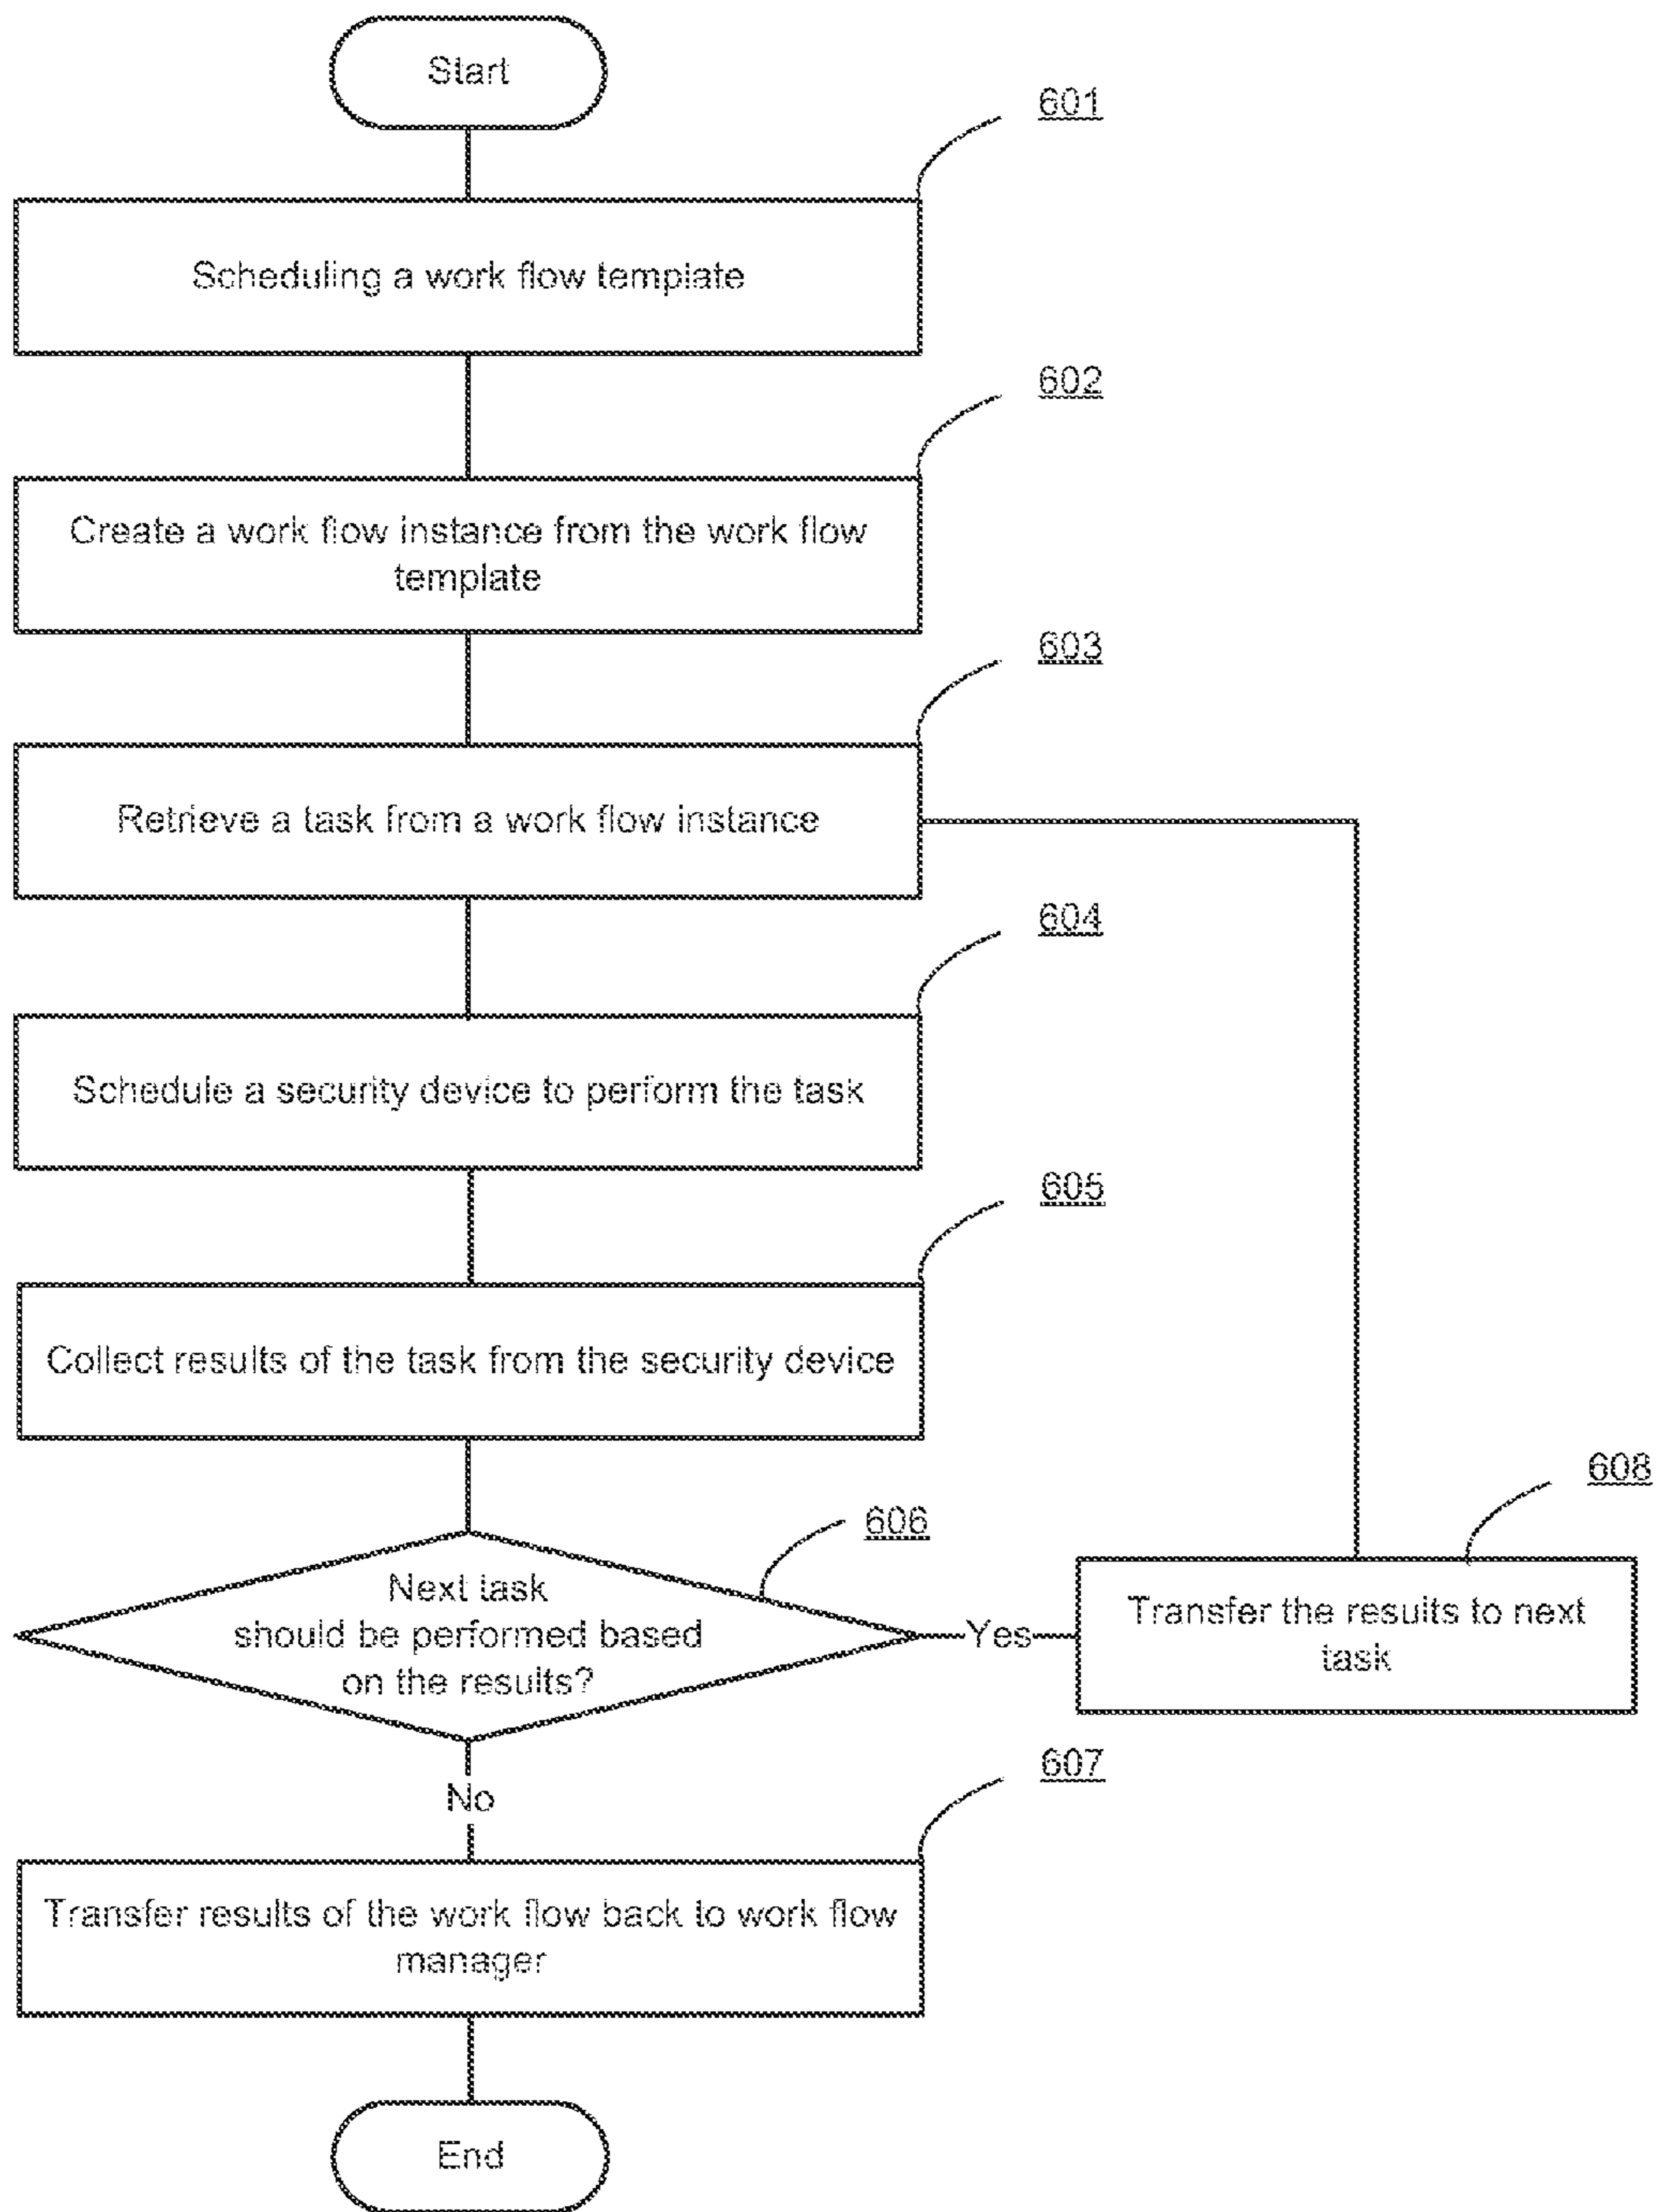 Start
601
Scheduling a work flow template
602
Create a work flow instance from the work flow
template
603
Retrieve a task from a work flow instance
604
Schedule a security device to perform the task
605
Collect results of the task from the security device
606
Next task
should be performed based
on the results?
Yes
608
Transfer the results to next
task
No
607
Transfer results of the work flow back to work flow
manager
End